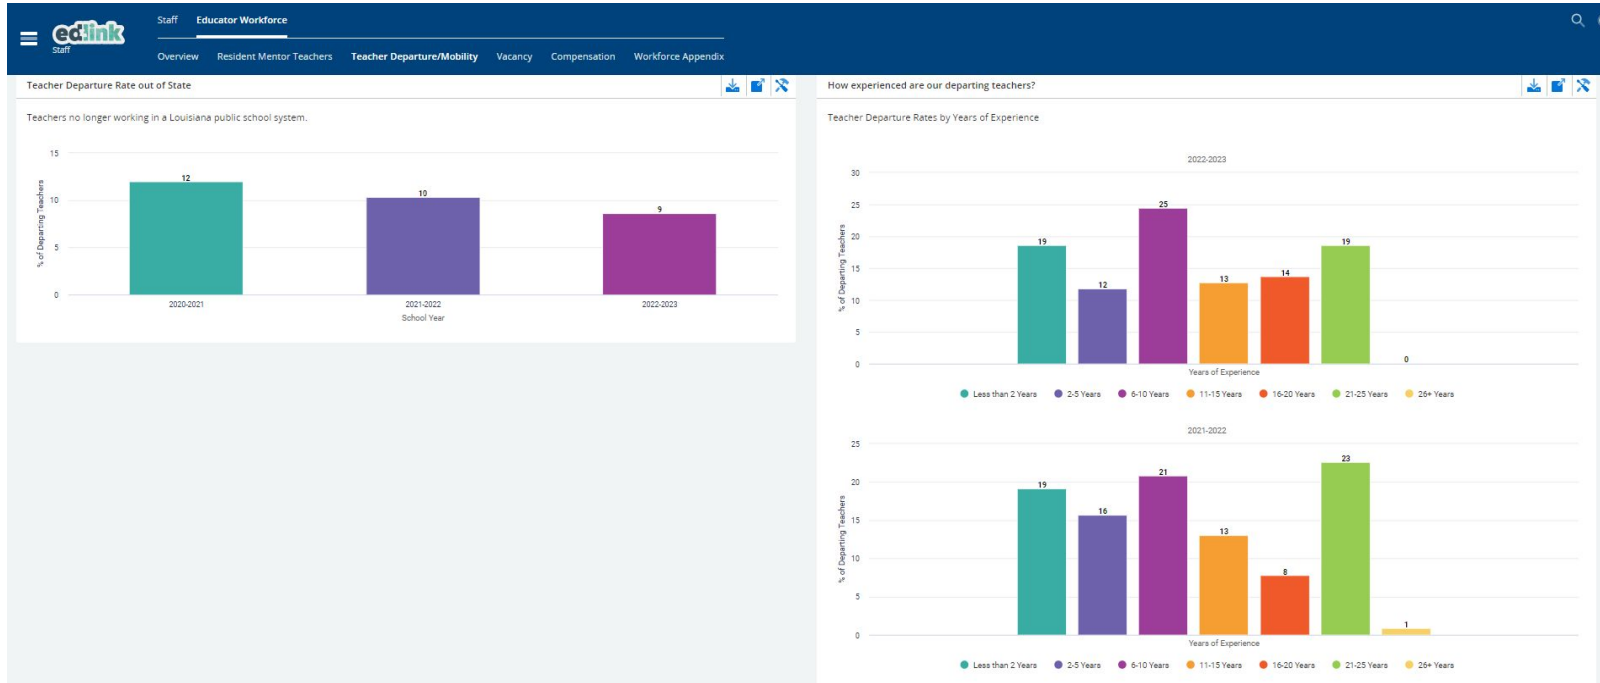 Staff Educator Workforce
ed link
Staff
Overview Resident Mentor Teachers Teacher Departure/Mobility Vacancy Compensation Workforce Appendix
Teacher Departure Rate out of State
Teachers no longer working in a Louisiana public school system.
15
10
5
0
% of Departing Teachers
12
10
9
2020-2021 2021-2022 2022-2023
School Year
How experienced are our departing teachers?
Teacher Departure Rates by Years of Experience
2022-2023
30
25
20
15
10
5
0
% of Departing Teachers
19
12
25
13
14
19
0
Years of Experience
Less than 2 Years 2-5 Years 6-10 Years 11-15 Years 16-20 Years 21-25 Years 26+ Years
2021-2022
25
20
15
10
5
0
% of Departing Teachers
19
16
21
13
8
23
1
Years of Experience
Less than 2 Years 2-5 Years 6-10 Years 11-15 Years 16-20 Years 21-25 Years 26+ Years